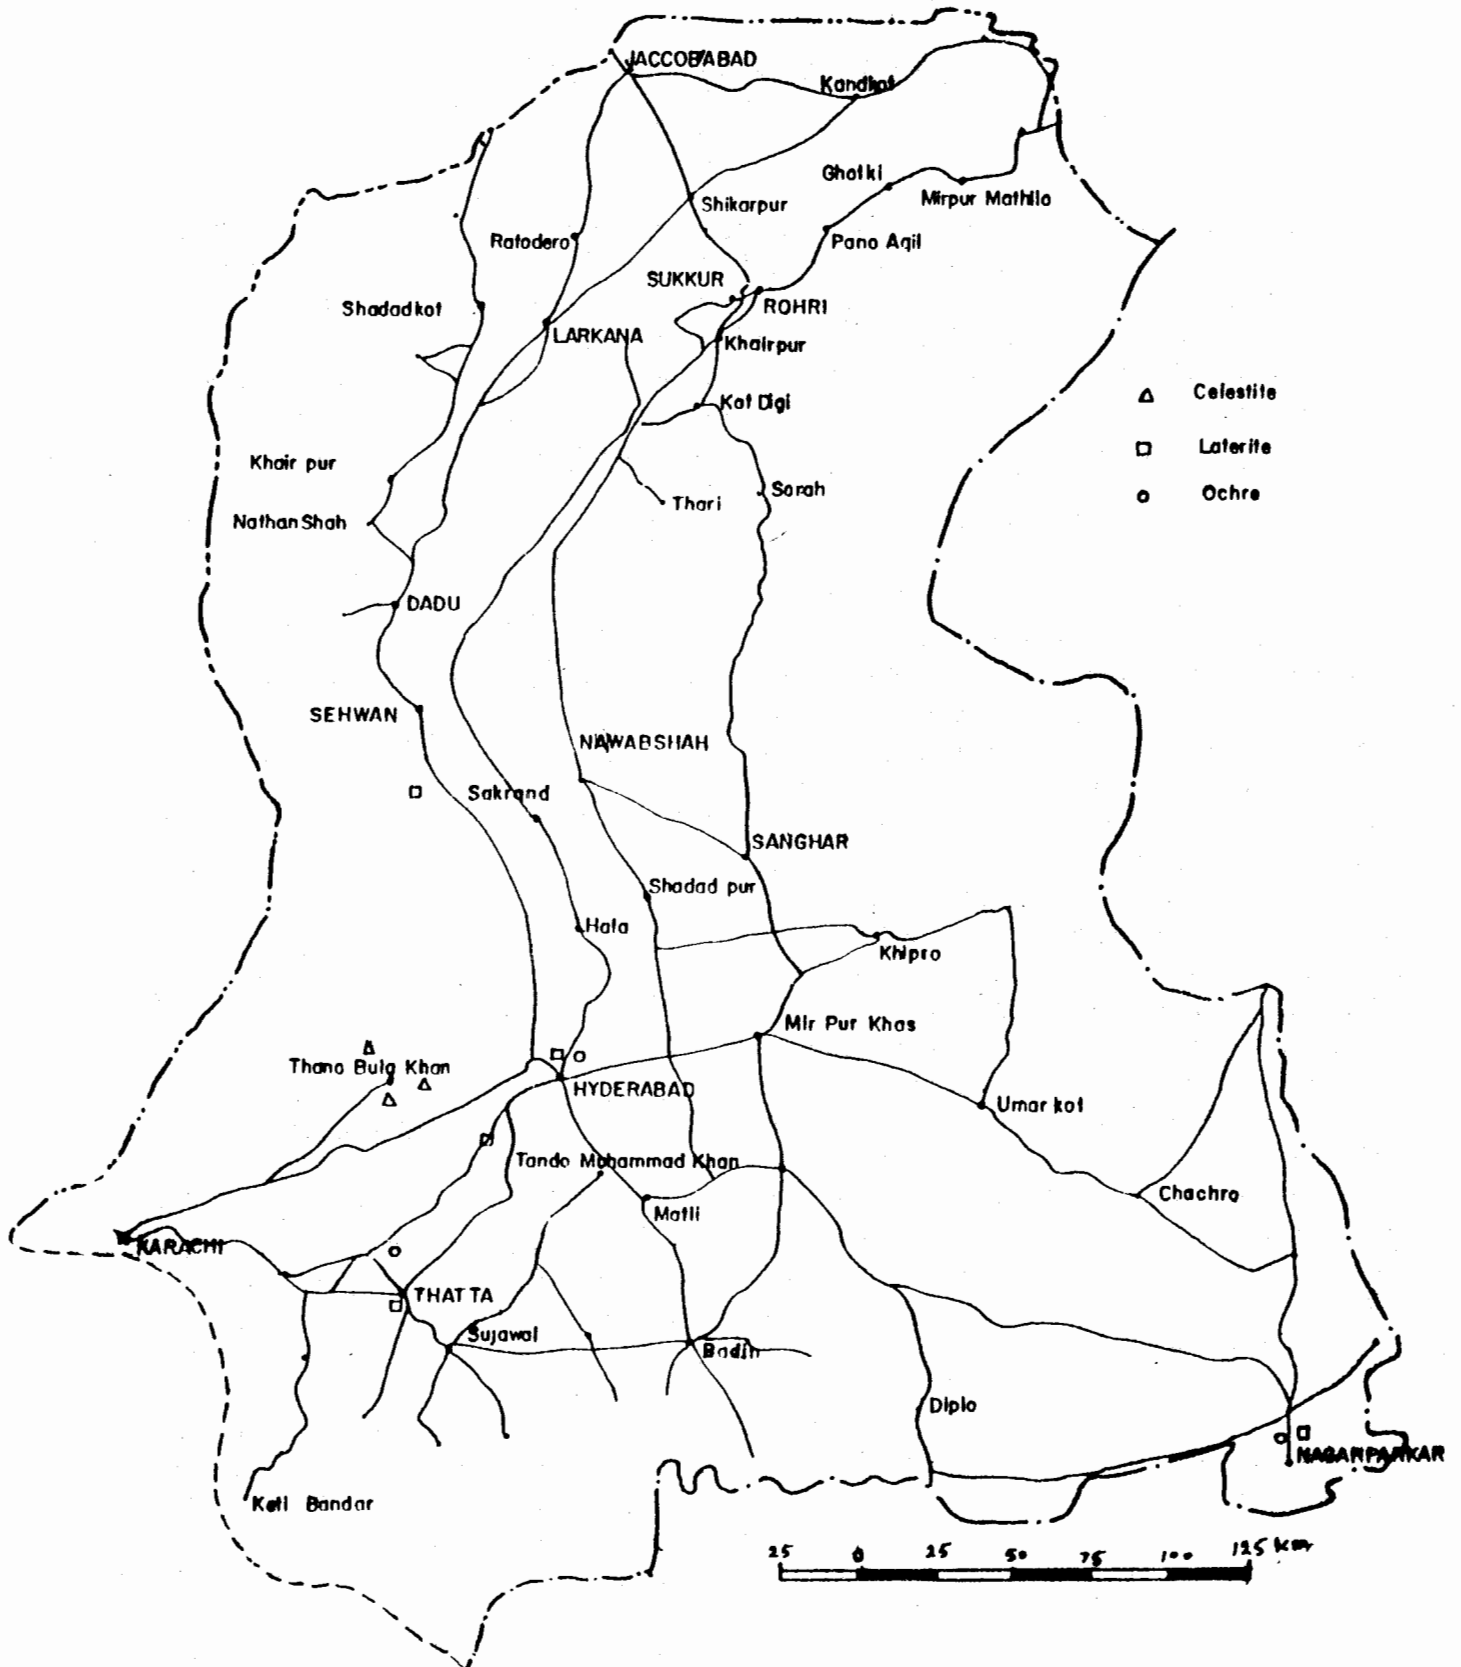 JACCOBABAD
Kandkot
Ghotki
Mirpur Mathilo
Shikarpur
Ratodero
Pano Aqil
SUKKUR
ROHRI
Shadadkot
LARKANA
Khairpur
Celestite
Kot Digi
Laterite
Khair pur
Ochre
Sorah
Thari
Nathan Shah
DADU
SEHWAN
NAWABSHAH
Sakrand
SANGHAR
Shadad pur
Hala
Khipro
Mir Pur Khas
Thano Bula Khan
HYDERABAD
Umar kot
Tando Mohammad Khan
Chachro
Matli
KARACHI
THATTA
Sujawal
Badin
Diplo
NAGARPARKAR
Keti Bandar
25 0 25 50 75 100 125 km